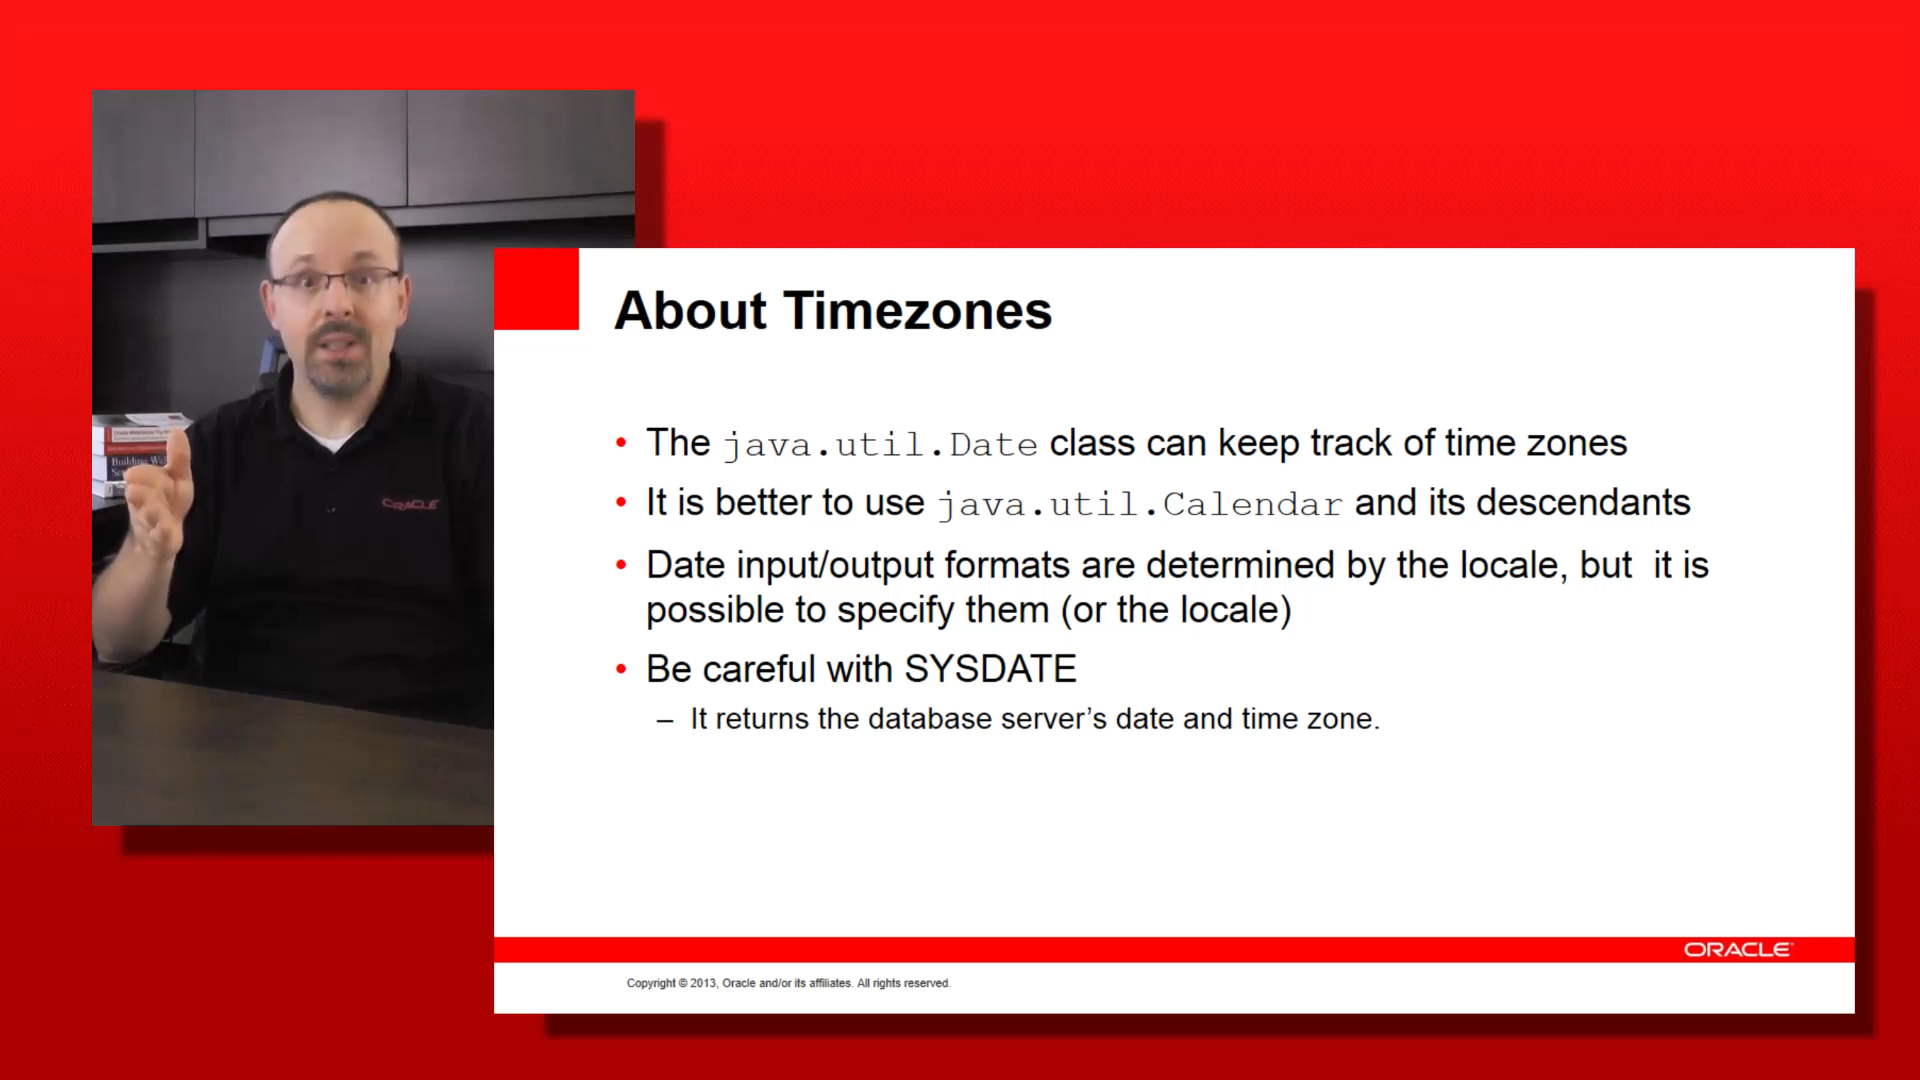 About Timezones
• The java.util.Date class can keep track of time zones
• It is better to use java.util.Calendar and its descendants
• Date input/output formats are determined by the locale, but it is
possible to specify them (or the locale)
• Be careful with SYSDATE
– It returns the database server’s date and time zone.
ORACLE
Building We
ORACLE
Copyright © 2013, Oracle and/or its affiliates. All rights reserved.